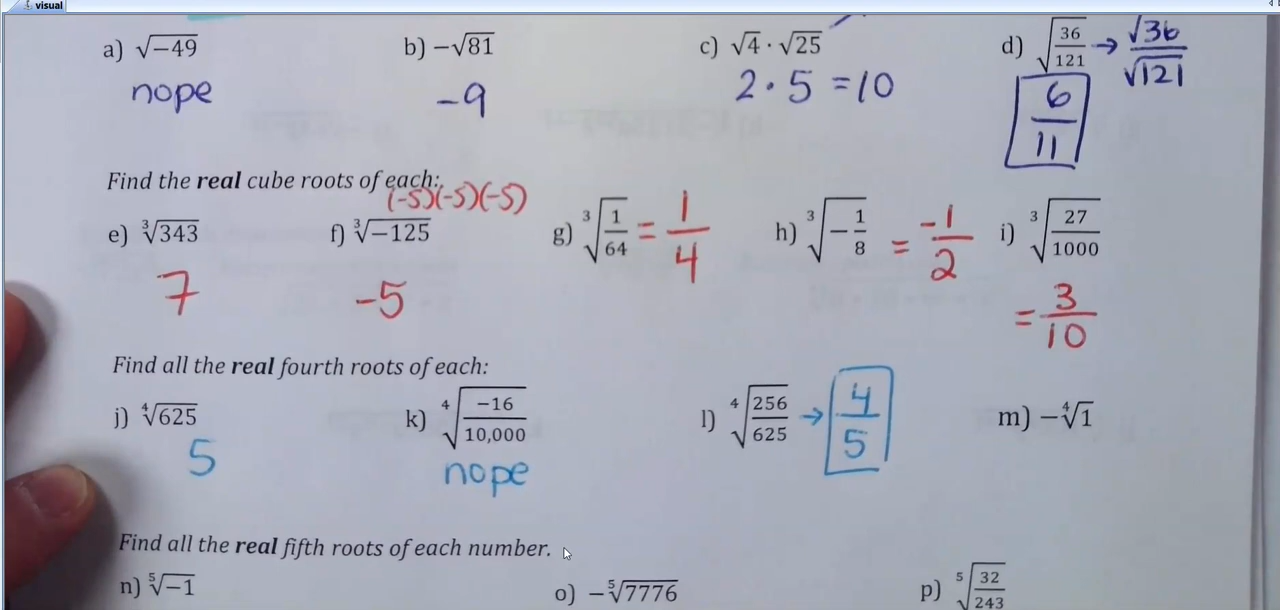 visual
a) √−49 b) −√81 c) √4 · √25 d) √36/121 → √36/√121
nope -9 2 · 5 = 10 6/11
Find the real cube roots of each:
(-5)(-5)(-5)
e) ∛343 f) ∛−125 g) ∛1/64 = 1/4 h) ∛−1/8 = -1/2 i) ∛27/1000
7 -5 = 3/10
Find all the real fourth roots of each:
j) ∜625 k) ∜−16/10,000 l) ∜256/625 → 4/5 m) −∜1
5 nope
Find all the real fifth roots of each number.
n) ⁵√−1 o) −⁵√7776 p) ⁵√32/243